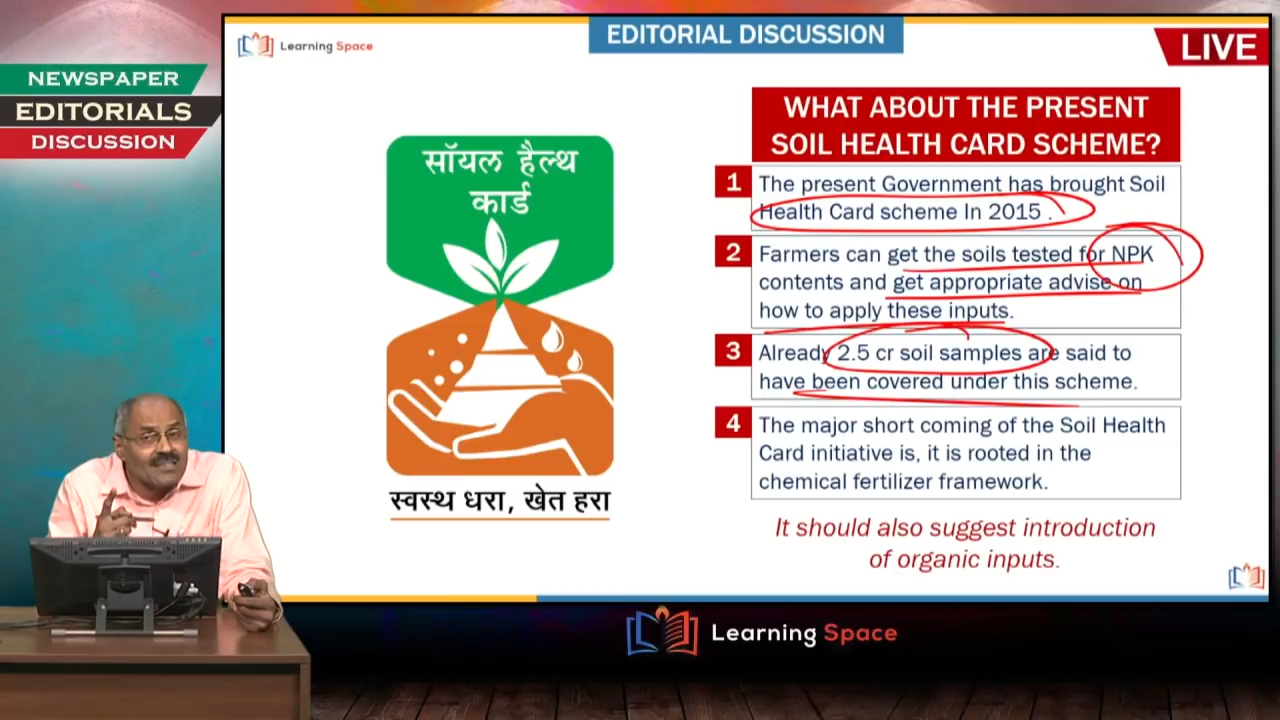 Learning Space
EDITORIAL DISCUSSION
LIVE
NEWSPAPER
EDITORIALS
DISCUSSION
सॉयल हैल्थ
कार्ड
स्वस्थ धरा, खेत हरा
WHAT ABOUT THE PRESENT
SOIL HEALTH CARD SCHEME?
1
The present Government has brought Soil
Health Card scheme In 2015 .
2
Farmers can get the soils tested for NPK
contents and get appropriate advise on
how to apply these inputs.
3
Already 2.5 cr soil samples are said to
have been covered under this scheme.
4
The major short coming of the Soil Health
Card initiative is, it is rooted in the
chemical fertilizer framework.
It should also suggest introduction
of organic inputs.
Learning Space